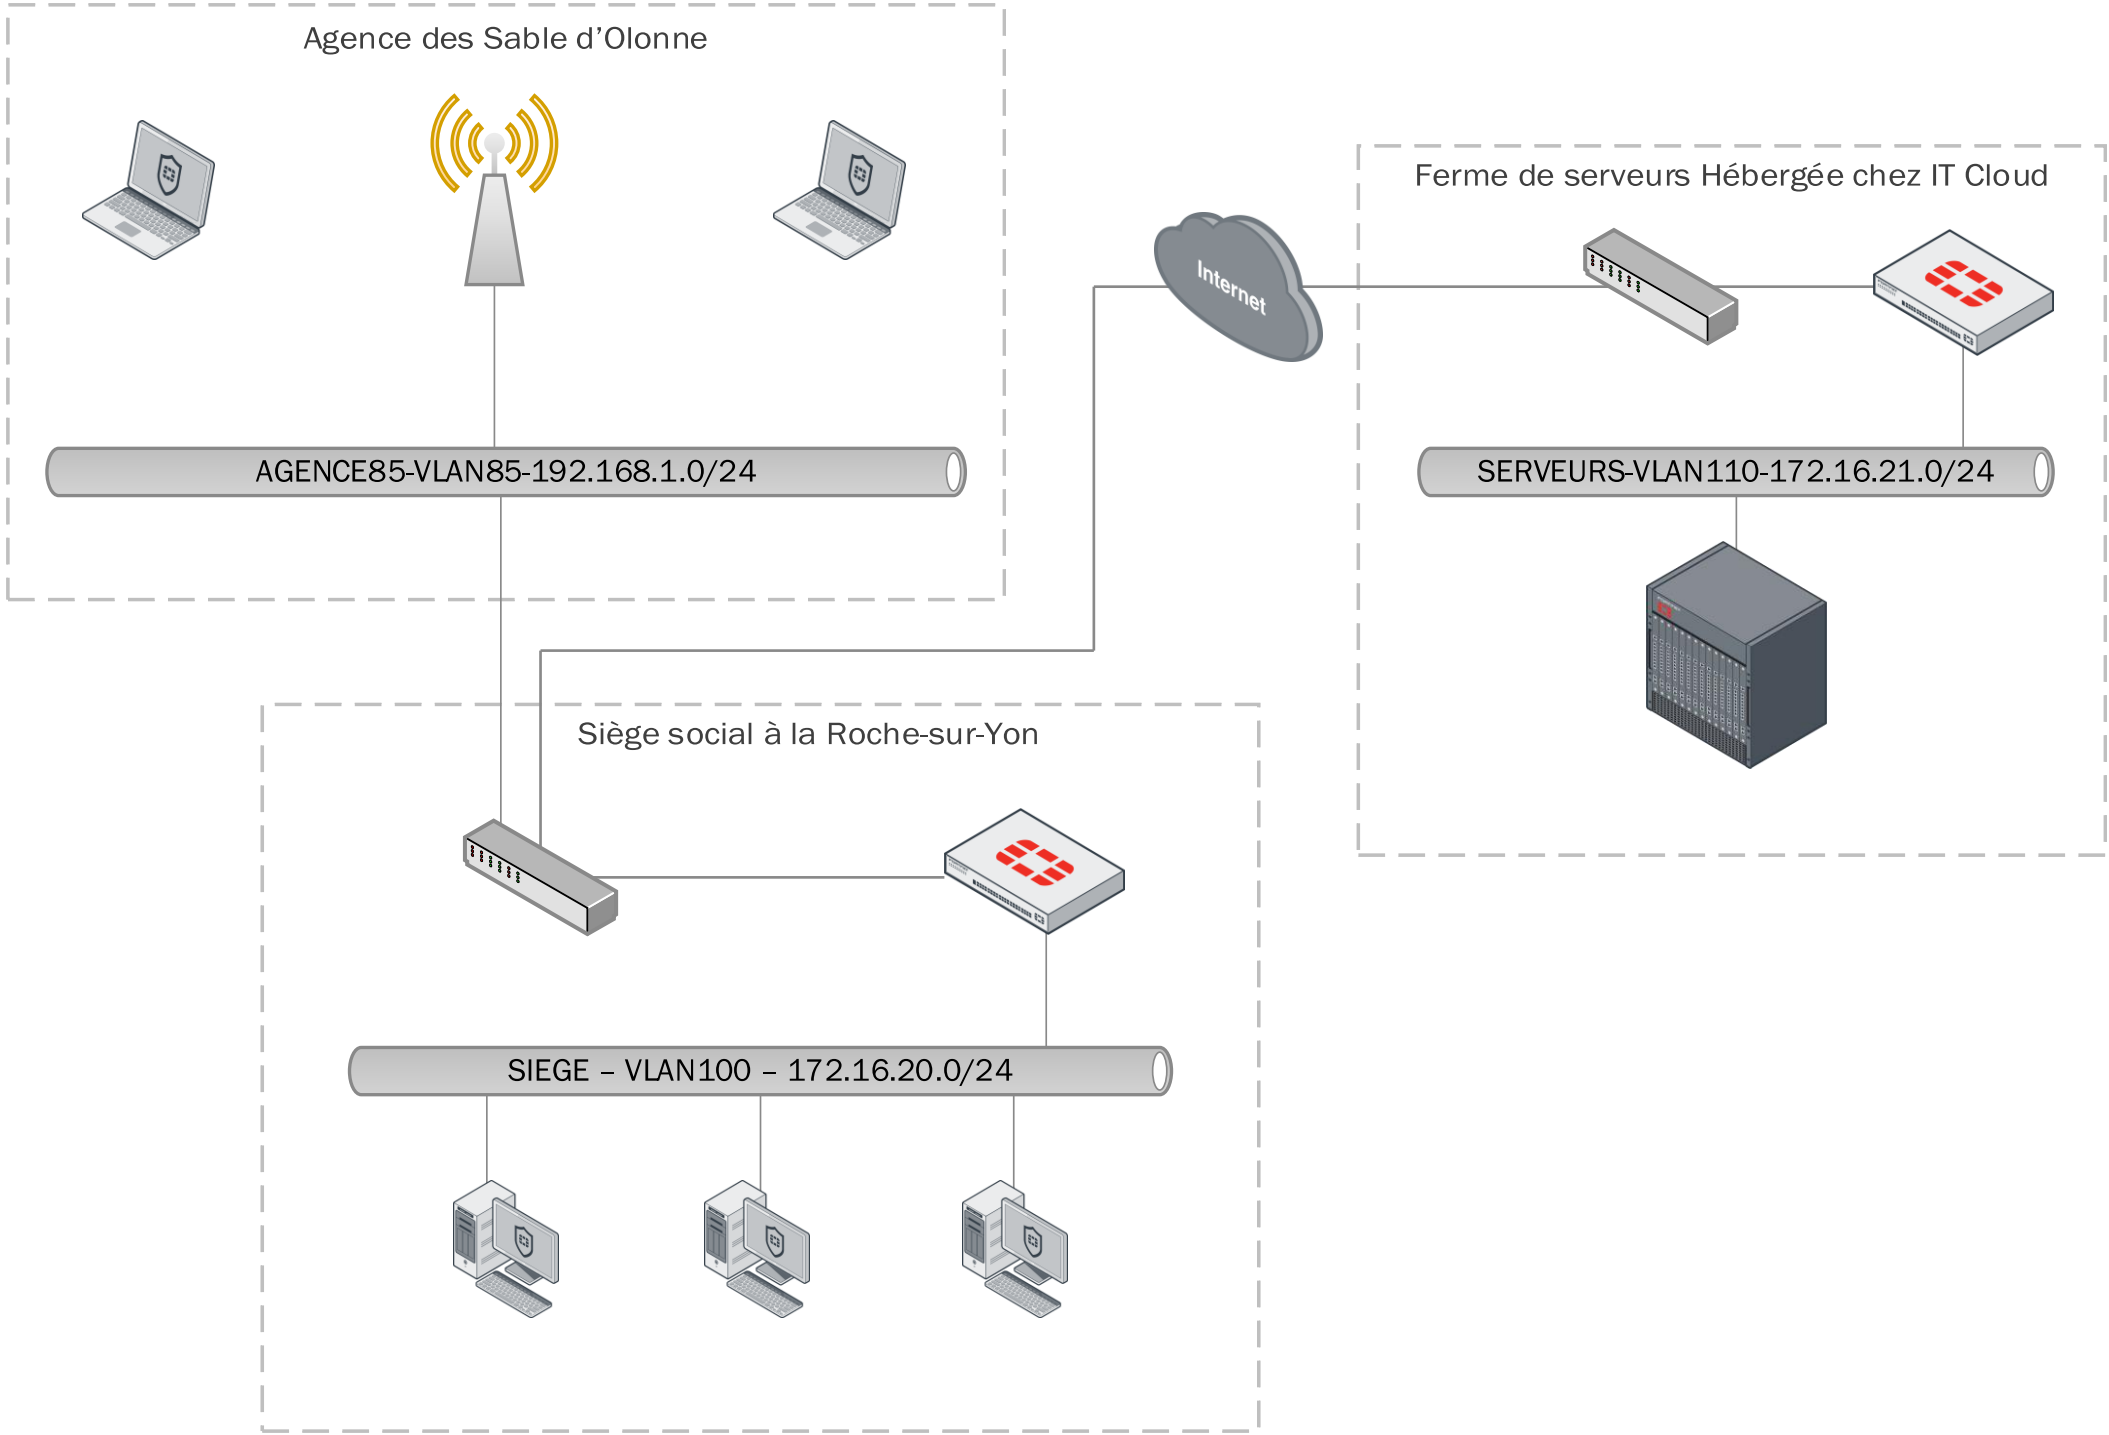 Agence des Sable d’Olonne
AGENCE85-VLAN85-192.168.1.0/24
Internet
Ferme de serveurs Hébergée chez IT Cloud
SERVEURS-VLAN110-172.16.21.0/24
Siège social à la Roche-sur-Yon
SIEGE – VLAN100 – 172.16.20.0/24